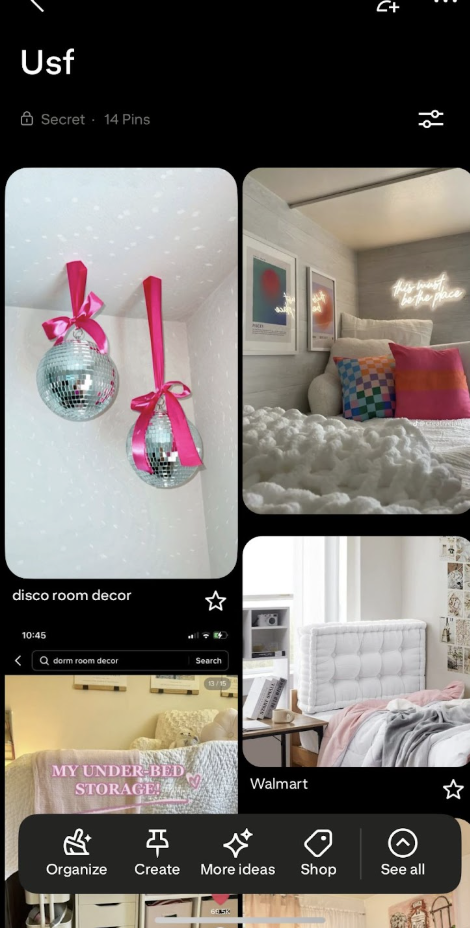 Usf
Secret · 14 Pins
this must
be the place
disco room decor
10:45
dorm room decor
Search
13 / 15
MY UNDER-BED
STORAGE!
Walmart
Organize
Create
More ideas
Shop
See all